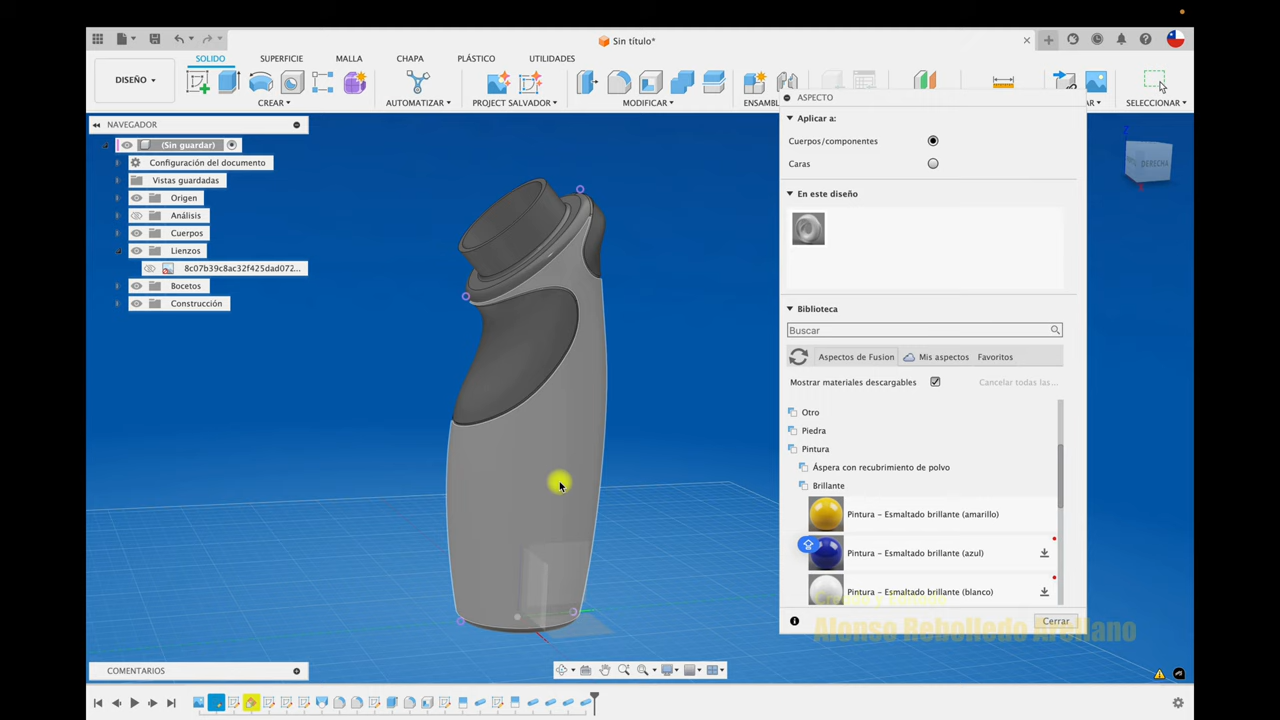 Sin título*
SOLIDO
SUPERFICIE
MALLA
CHAPA
PLÁSTICO
UTILIDADES
DISEÑO
CREAR
AUTOMATIZAR
PROJECT SALVADOR
MODIFICAR
ENSAMBL
AR
SELECCIONAR
NAVEGADOR
(Sin guardar)
Configuración del documento
Vistas guardadas
Origen
Análisis
Cuerpos
Lienzos
8c07b39c8ac32f425dad072...
Bocetos
Construcción
ASPECTO
Aplicar a:
Cuerpos/componentes
Caras
En este diseño
Biblioteca
Buscar
Aspectos de Fusion
Mis aspectos
Favoritos
Mostrar materiales descargables
Cancelar todas las...
Otro
Piedra
Pintura
Áspera con recubrimiento de polvo
Brillante
Pintura - Esmaltado brillante (amarillo)
Pintura - Esmaltado brillante (azul)
Pintura - Esmaltado brillante (blanco)
Cerrar
Alonso Rebolledo Arellano
Z
DERECHA
COMENTARIOS